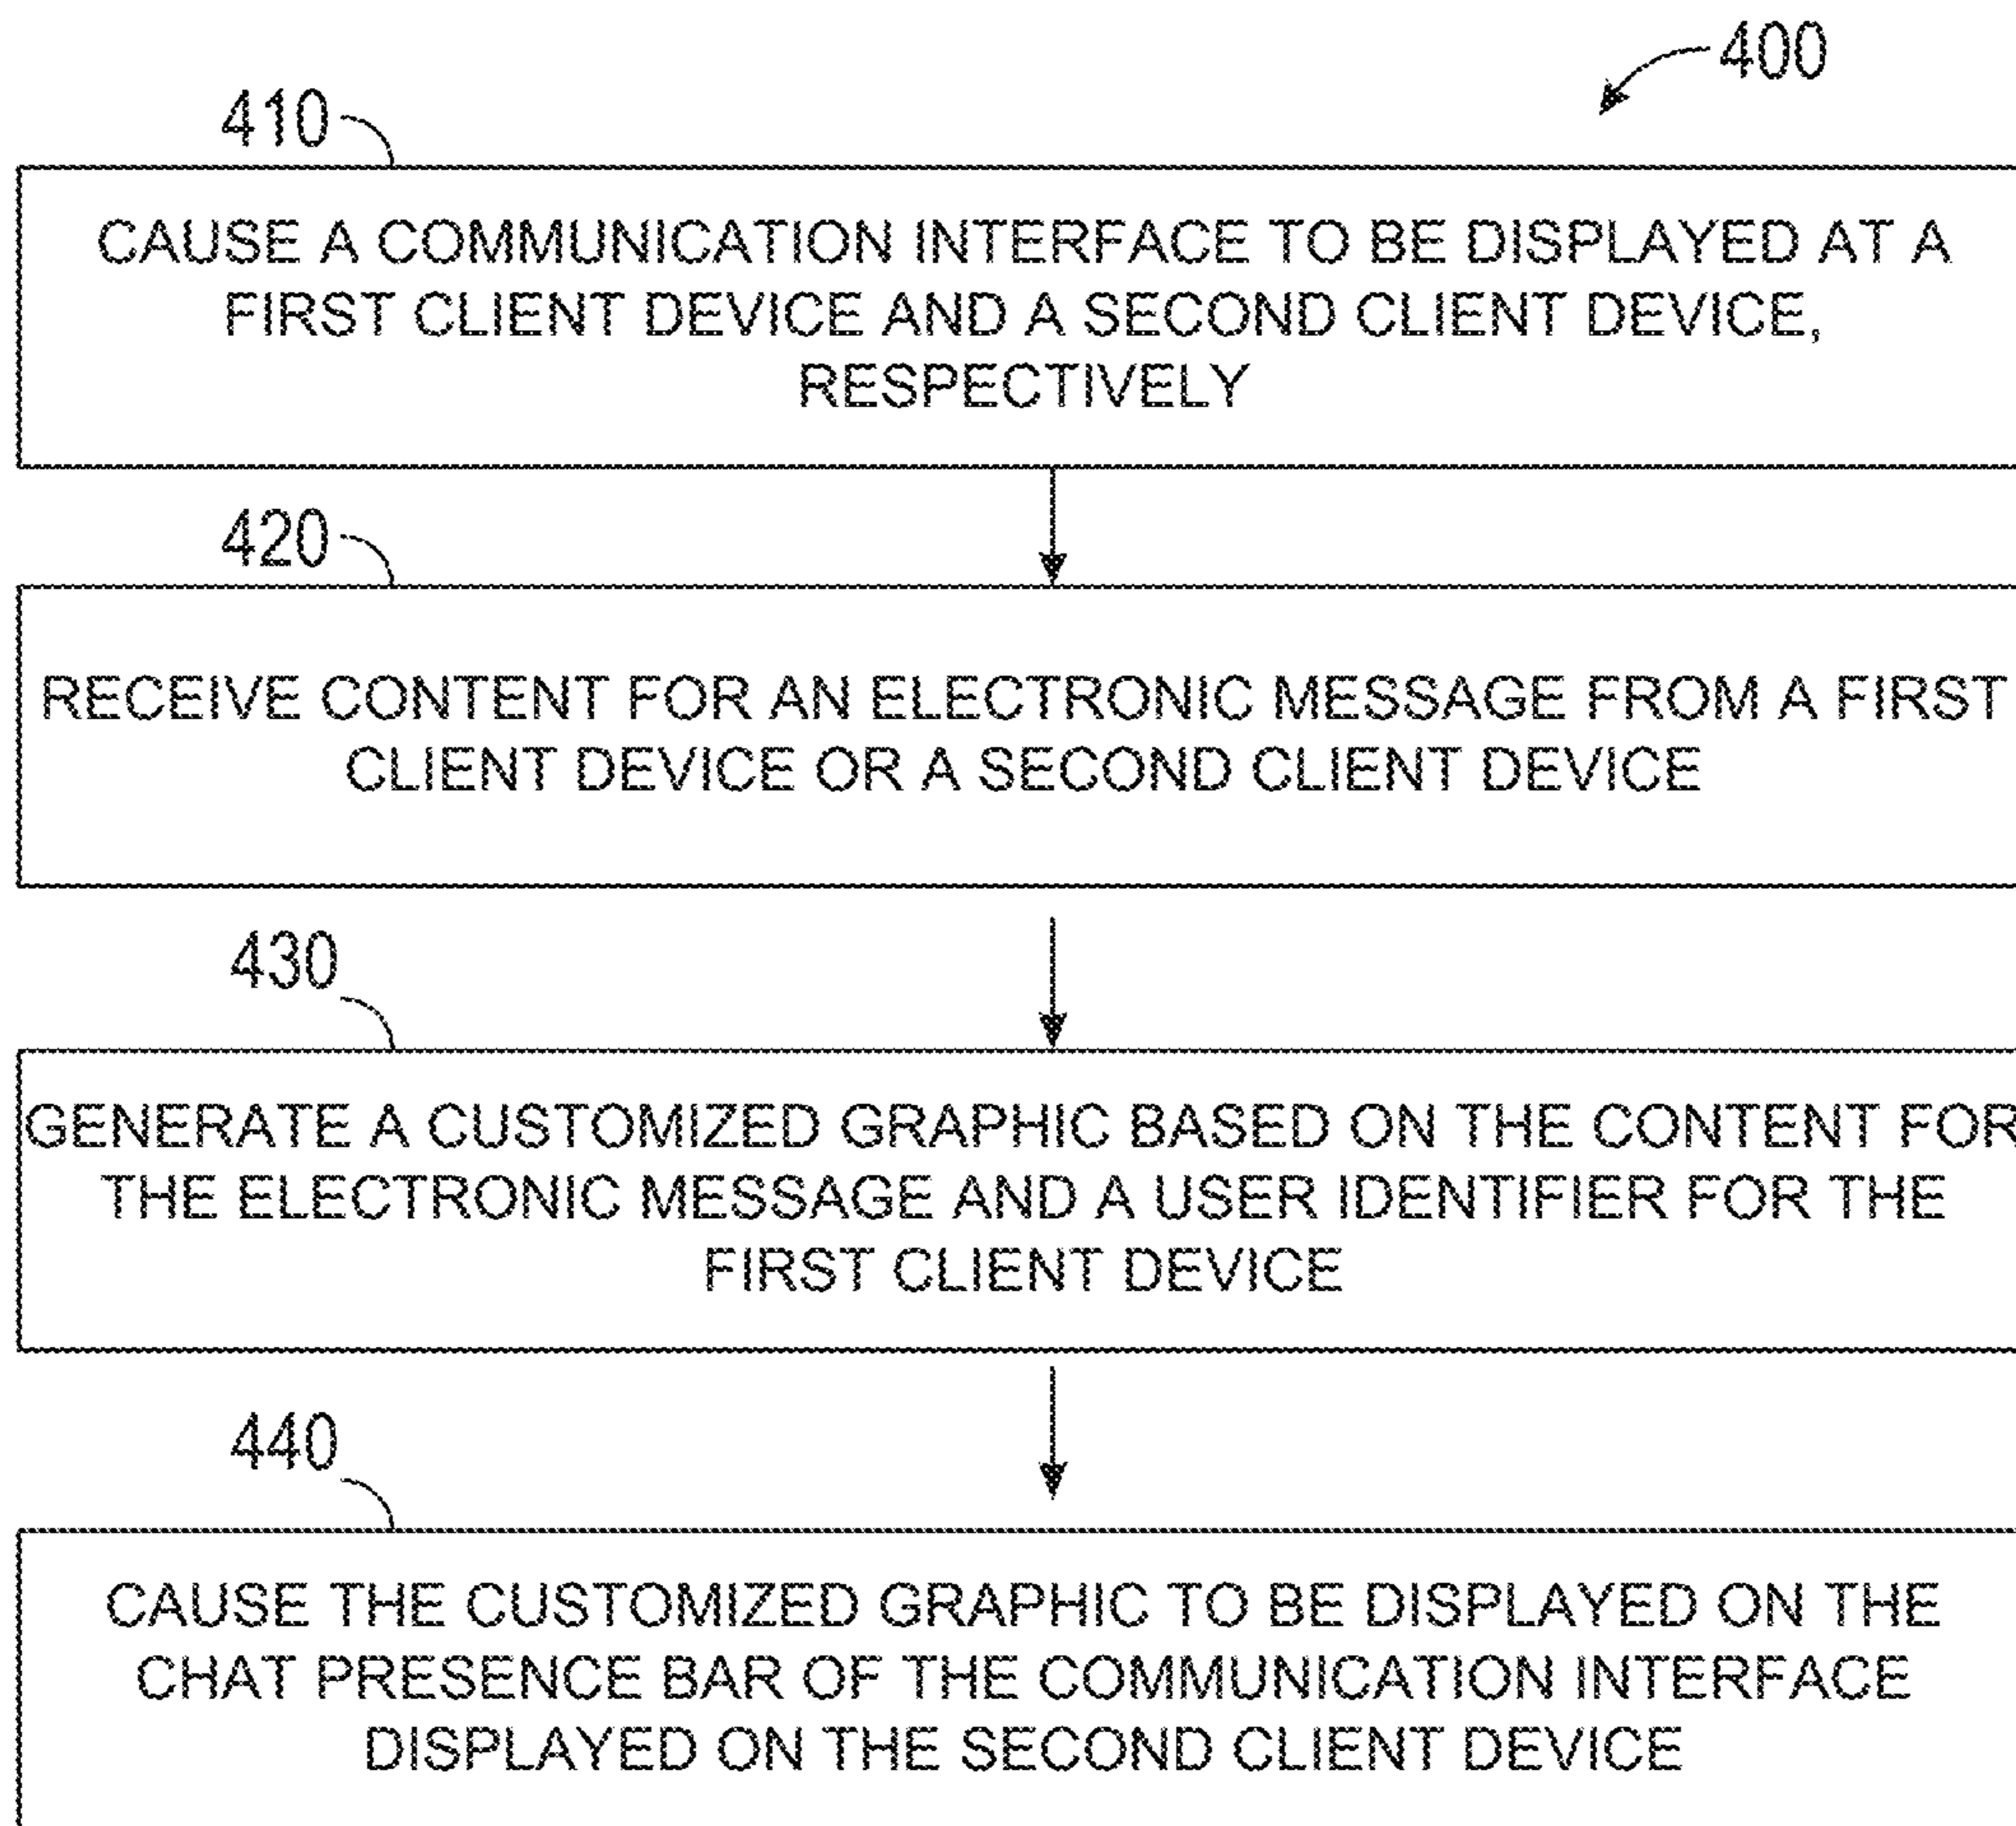 400
410
CAUSE A COMMUNICATION INTERFACE TO BE DISPLAYED AT A
FIRST CLIENT DEVICE AND A SECOND CLIENT DEVICE,
RESPECTIVELY
420
RECEIVE CONTENT FOR AN ELECTRONIC MESSAGE FROM A FIRST
CLIENT DEVICE OR A SECOND CLIENT DEVICE
430
GENERATE A CUSTOMIZED GRAPHIC BASED ON THE CONTENT FOR
THE ELECTRONIC MESSAGE AND A USER IDENTIFIER FOR THE
FIRST CLIENT DEVICE
440
CAUSE THE CUSTOMIZED GRAPHIC TO BE DISPLAYED ON THE
CHAT PRESENCE BAR OF THE COMMUNICATION INTERFACE
DISPLAYED ON THE SECOND CLIENT DEVICE